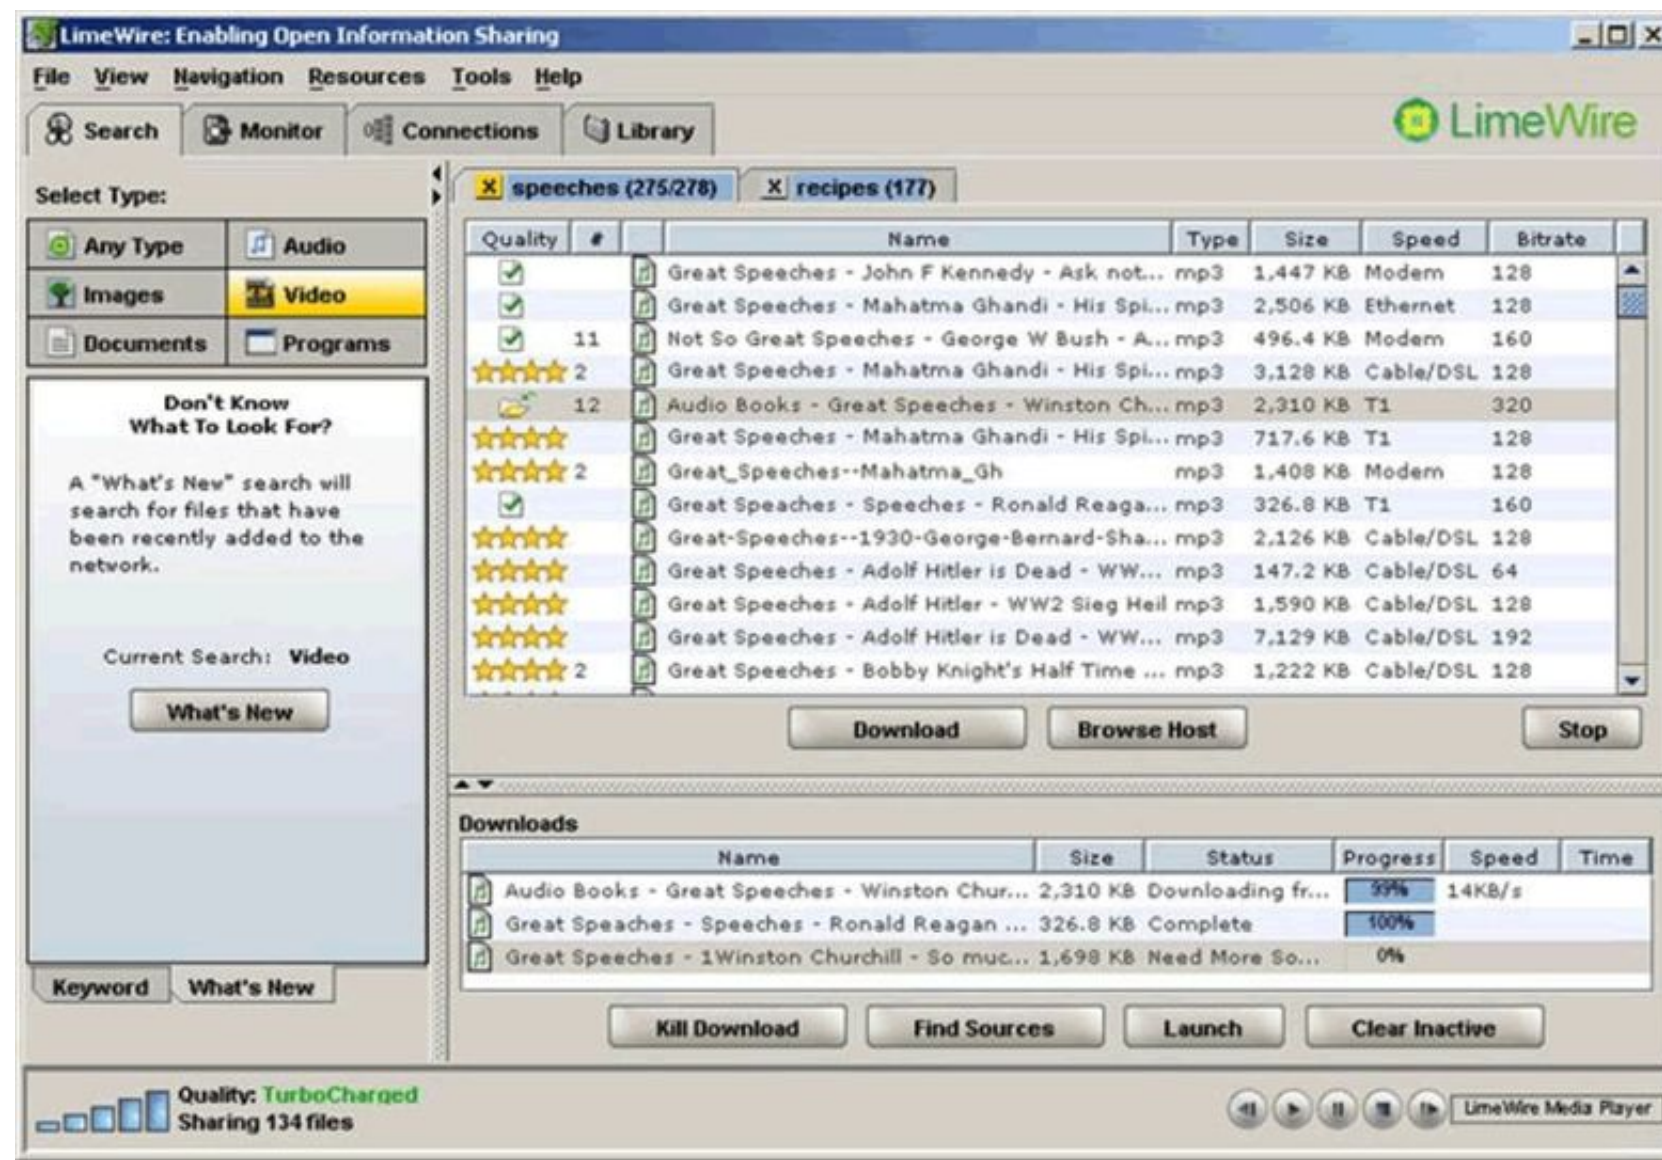 LimeWire: Enabling Open Information Sharing
File View Navigation Resources Tools Help
Search Monitor Connections Library
LimeWire
Select Type:
Any Type Audio
Images Video
Documents Programs
Don't Know
What To Look For?
A "What's New" search will
search for files that have
been recently added to the
network.
Current Search: Video
What's New
Keyword What's New
speeches (275/278) recipes (177)
Quality # Name Type Size Speed Bitrate
Great Speeches - John F Kennedy - Ask not... mp3 1,447 KB Modem 128
Great Speeches - Mahatma Ghandi - His Spi... mp3 2,506 KB Ethernet 128
11 Not So Great Speeches - George W Bush - A... mp3 496.4 KB Modem 160
2 Great Speeches - Mahatma Ghandi - His Spi... mp3 3,128 KB Cable/DSL 128
12 Audio Books - Great Speeches - Winston Ch... mp3 2,310 KB T1 320
Great Speeches - Mahatma Ghandi - His Spi... mp3 717.6 KB T1 128
2 Great_Speeches--Mahatma_Gh mp3 1,408 KB Modem 128
Great Speaches - Speeches - Ronald Reaga... mp3 326.8 KB T1 160
Great-Speeches--1930-George-Bernard-Sha... mp3 2,126 KB Cable/DSL 128
Great Speeches - Adolf Hitler is Dead - WW... mp3 147.2 KB Cable/DSL 64
Great Speeches - Adolf Hitler - WW2 Sieg Heil mp3 1,590 KB Cable/DSL 128
Great Speeches - Adolf Hitler is Dead - WW... mp3 7,129 KB Cable/DSL 192
2 Great Speeches - Bobby Knight's Half Time ... mp3 1,222 KB Cable/DSL 128
Download Browse Host Stop
Downloads
Name Size Status Progress Speed Time
Audio Books - Great Speeches - Winston Chur... 2,310 KB Downloading fr... 99% 14KB/s
Great Speaches - Speeches - Ronald Reagan ... 326.8 KB Complete 100%
Great Speeches - 1Winston Churchill - So muc... 1,698 KB Need More So... 0%
Kill Download Find Sources Launch Clear Inactive
Quality: TurboCharged
Sharing 134 files
LimeWire Media Player